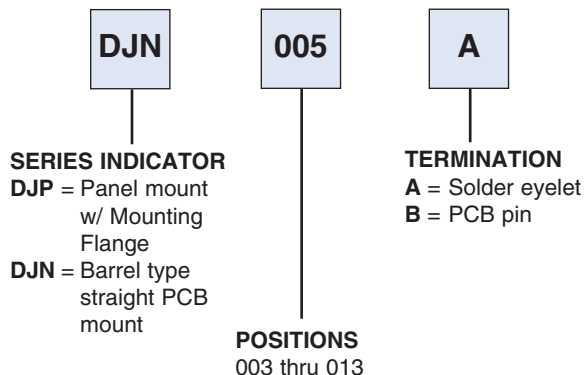 DJN
005
A
SERIES INDICATOR
DJP = Panel mount
w/ Mounting
Flange
DJN = Barrel type
straight PCB
mount
POSITIONS
003 thru 013
TERMINATION
A = Solder eyelet
B = PCB pin